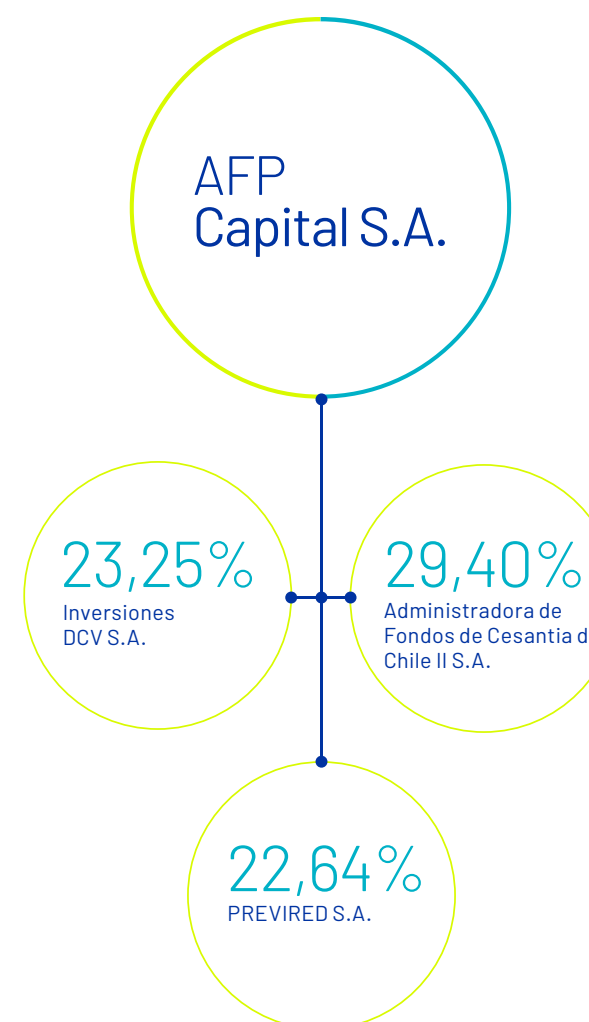 AFP
Capital S.A.
23,25%
Inversiones
DCV S.A.
29,40%
Administradora de
Fondos de Cesantia d
Chile II S.A.
22,64%
PREVIRED S.A.